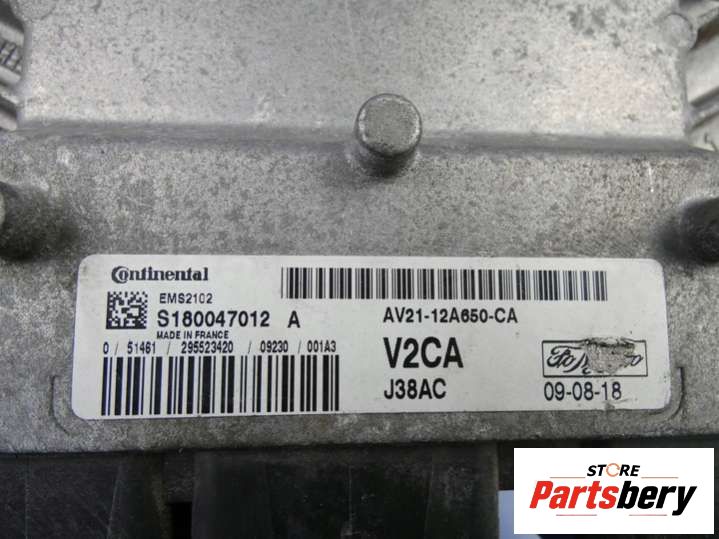 Continental
EMS2102
S180047012 A
MADE IN FRANCE
0 / 51461 / 295523420 / 09230 / 001A3
AV21-12A650-CA
V2CA
J38AC
09-08-18
STORE
Partsbery